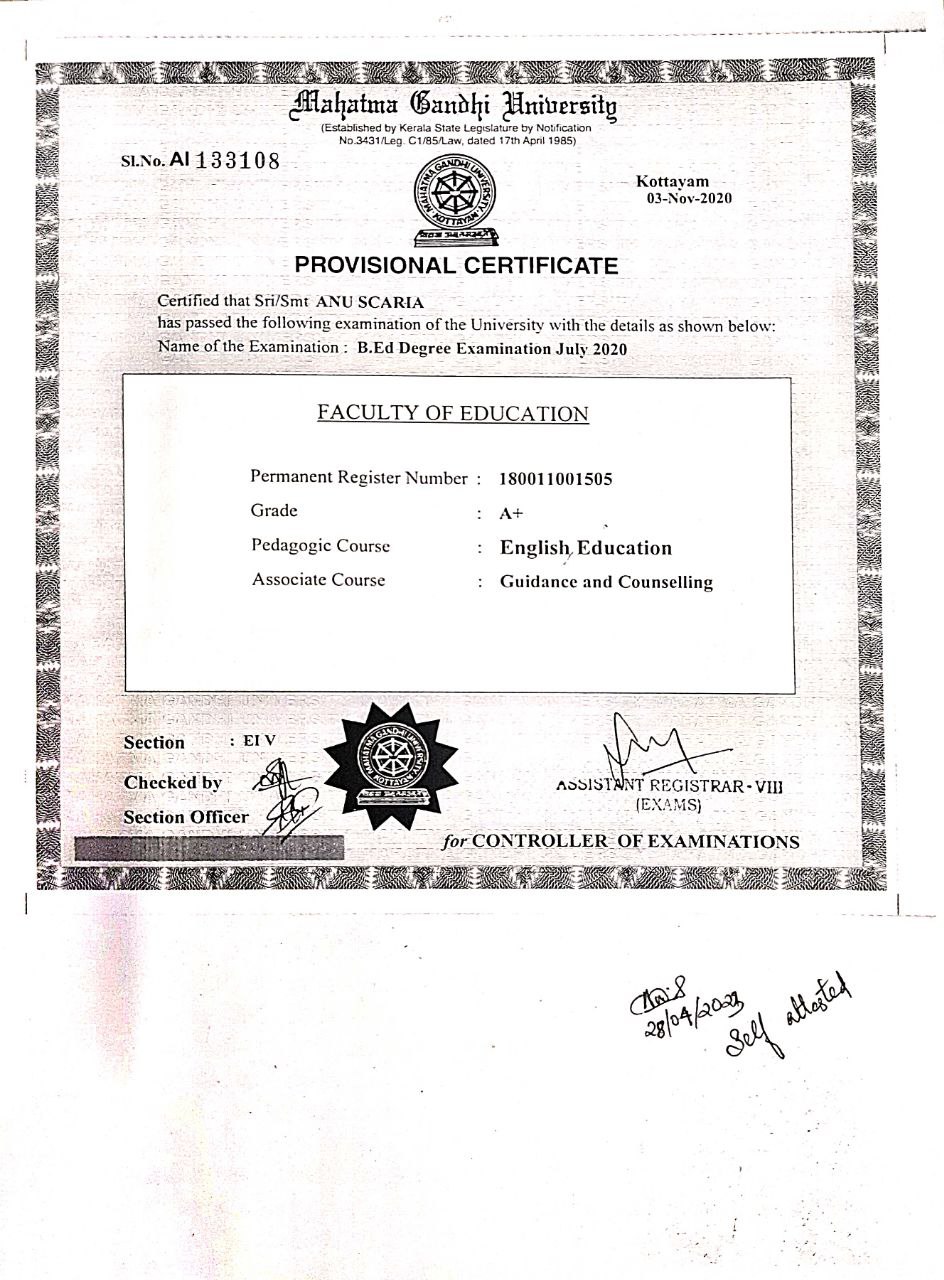 Mahatma Gandhi University
(Established by Kerala State Legislature by Notification
No.3431/Leg. C1/85/Law, dated 17th April 1985)
Sl.No. AI 133108
MAHATMA GANDHI UNIVERSITY
KOTTAYAM
Kottayam
03-Nov-2020
PROVISIONAL CERTIFICATE
Certified that Sri/Smt ANU SCARIA
has passed the following examination of the University with the details as shown below:
Name of the Examination : B.Ed Degree Examination July 2020
FACULTY OF EDUCATION
Permanent Register Number : 180011001505
Grade : A+
Pedagogic Course : English Education
Associate Course : Guidance and Counselling
Section : EI V
Checked by
Section Officer
MAHATMA GANDHI UNIVERSITY
KOTTAYAM
ASSISTANT REGISTRAR - VIII
(EXAMS)
for CONTROLLER OF EXAMINATIONS
28/04/2023
Self attested